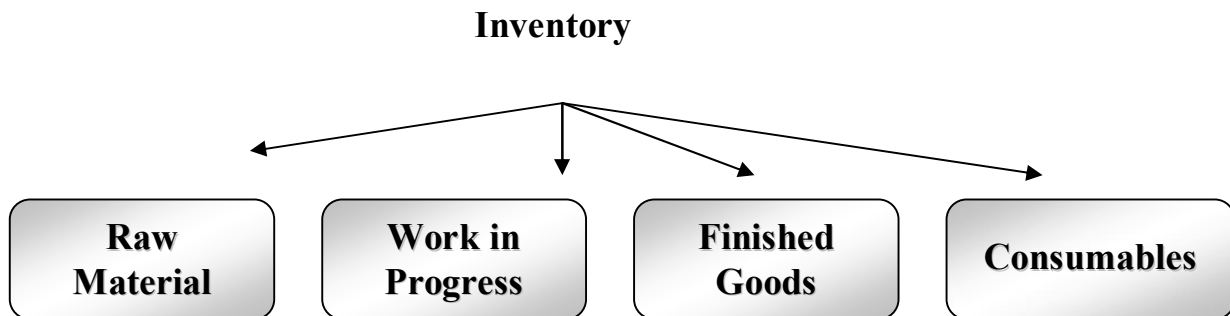 Inventory
Raw
Material
Work in
Progress
Finished
Goods
Consumables